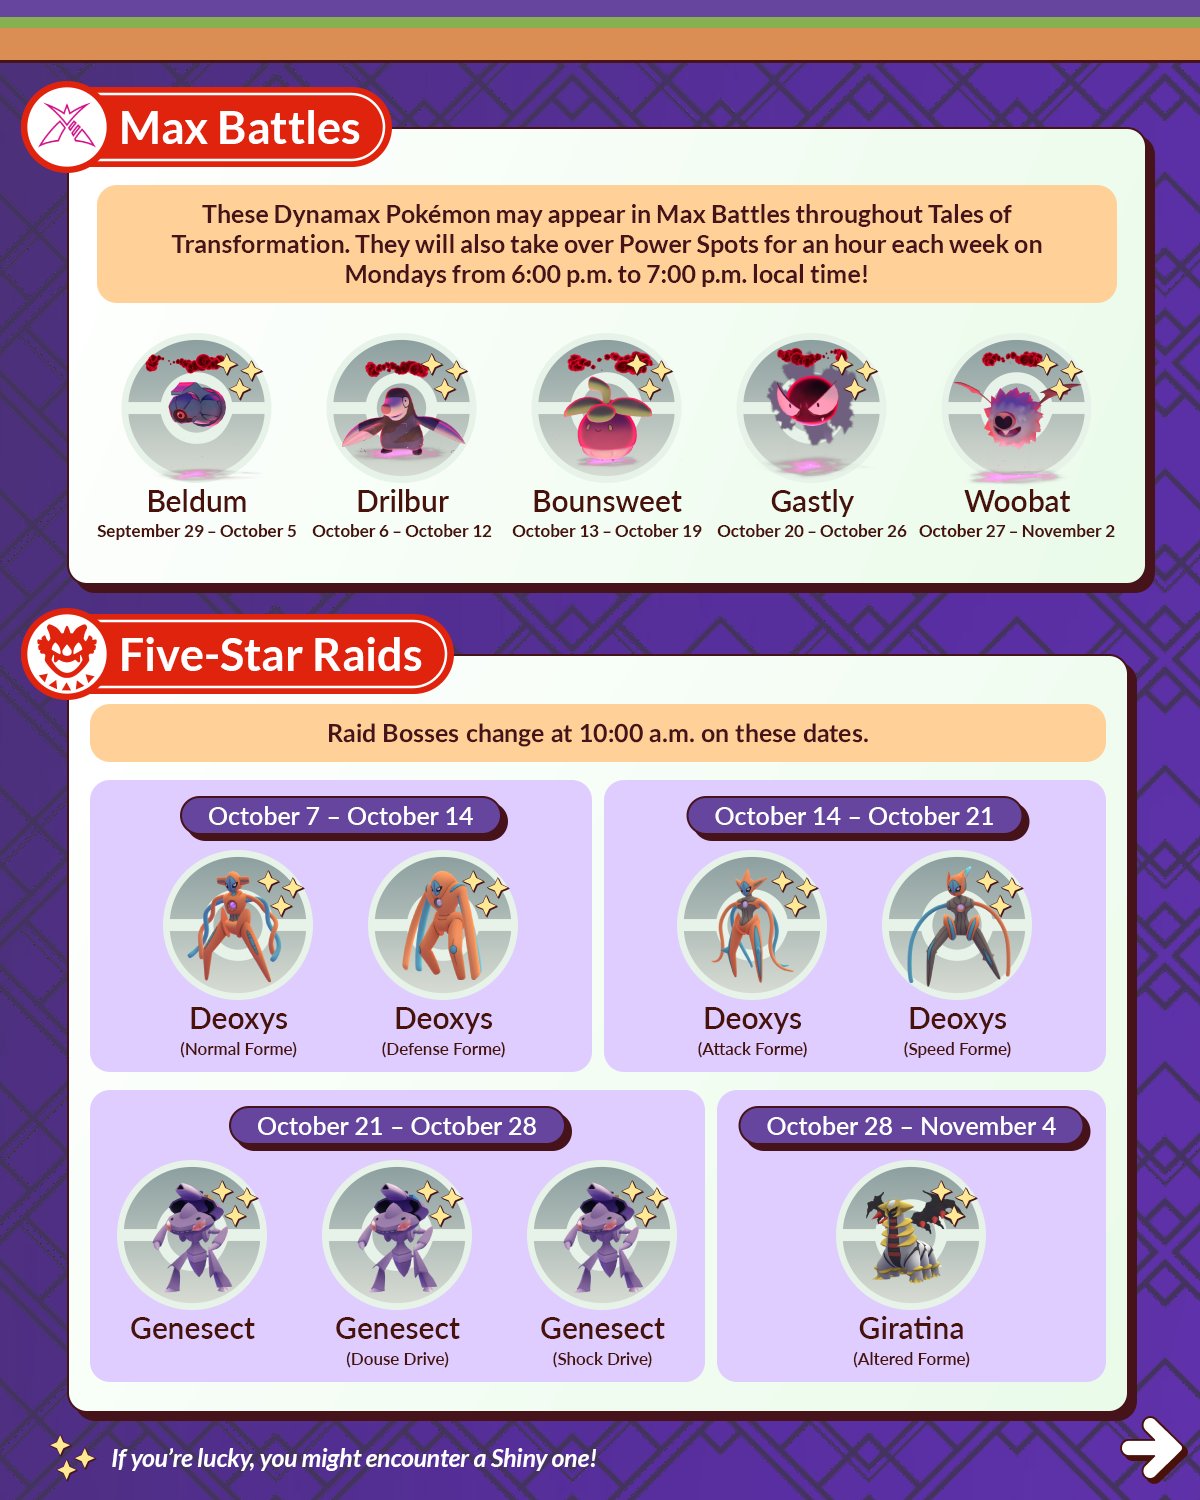 Max Battles
These Dynamax Pokémon may appear in Max Battles throughout Tales of
Transformation. They will also take over Power Spots for an hour each week on
Mondays from 6:00 p.m. to 7:00 p.m. local time!
Beldum
September 29 – October 5
Drilbur
October 6 – October 12
Bounsweet
October 13 – October 19
Gastly
October 20 – October 26
Woobat
October 27 – November 2
Five-Star Raids
Raid Bosses change at 10:00 a.m. on these dates.
October 7 – October 14
Deoxys
(Normal Forme)
Deoxys
(Defense Forme)
October 14 – October 21
Deoxys
(Attack Forme)
Deoxys
(Speed Forme)
October 21 – October 28
Genesect
Genesect
(Douse Drive)
Genesect
(Shock Drive)
October 28 – November 4
Giratina
(Altered Forme)
If you're lucky, you might encounter a Shiny one!